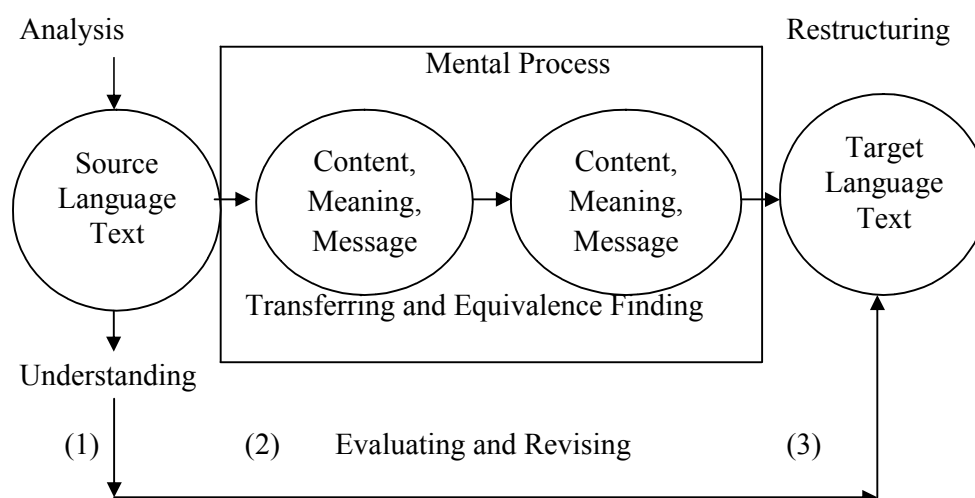 Analysis
Restructuring
Mental Process
Source
Language
Text
Content,
Meaning,
Message
Content,
Meaning,
Message
Target
Language
Text
Transferring and Equivalence Finding
Understanding
(1)
(2)
Evaluating and Revising
(3)